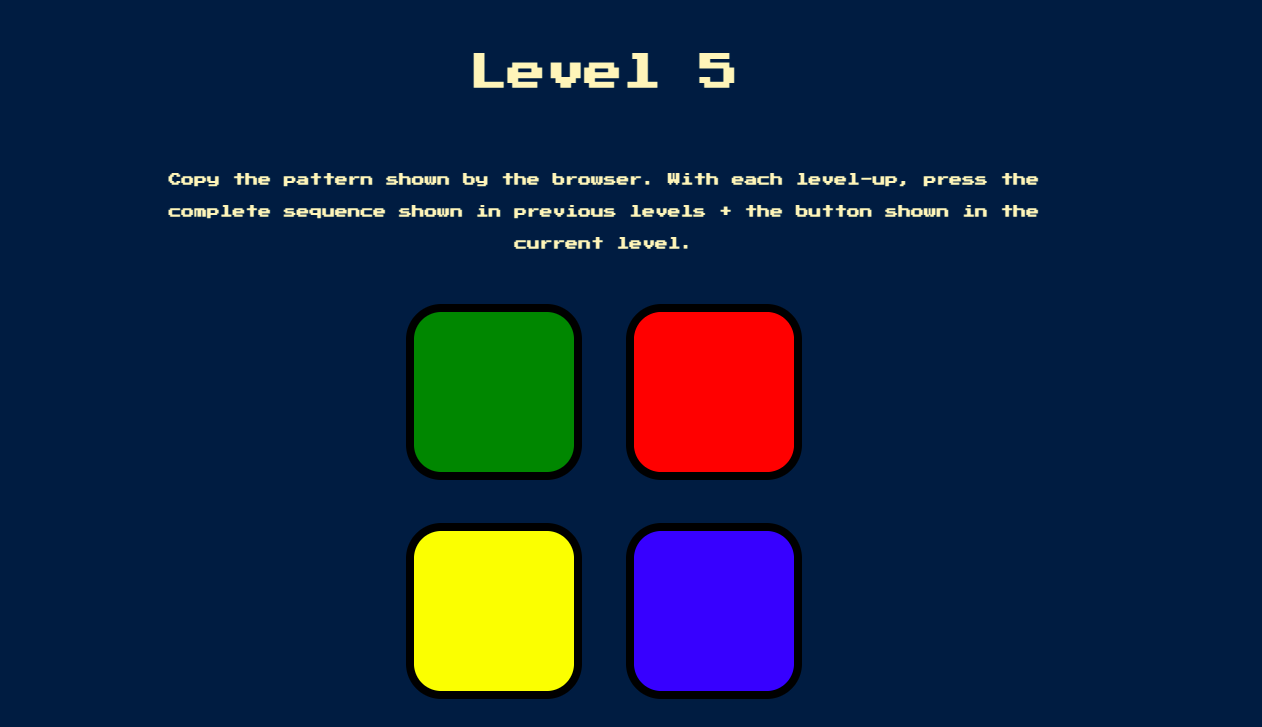 Level 5
Copy the pattern shown by the browser. With each level-up, press the
complete sequence shown in previous levels + the button shown in the
current level.